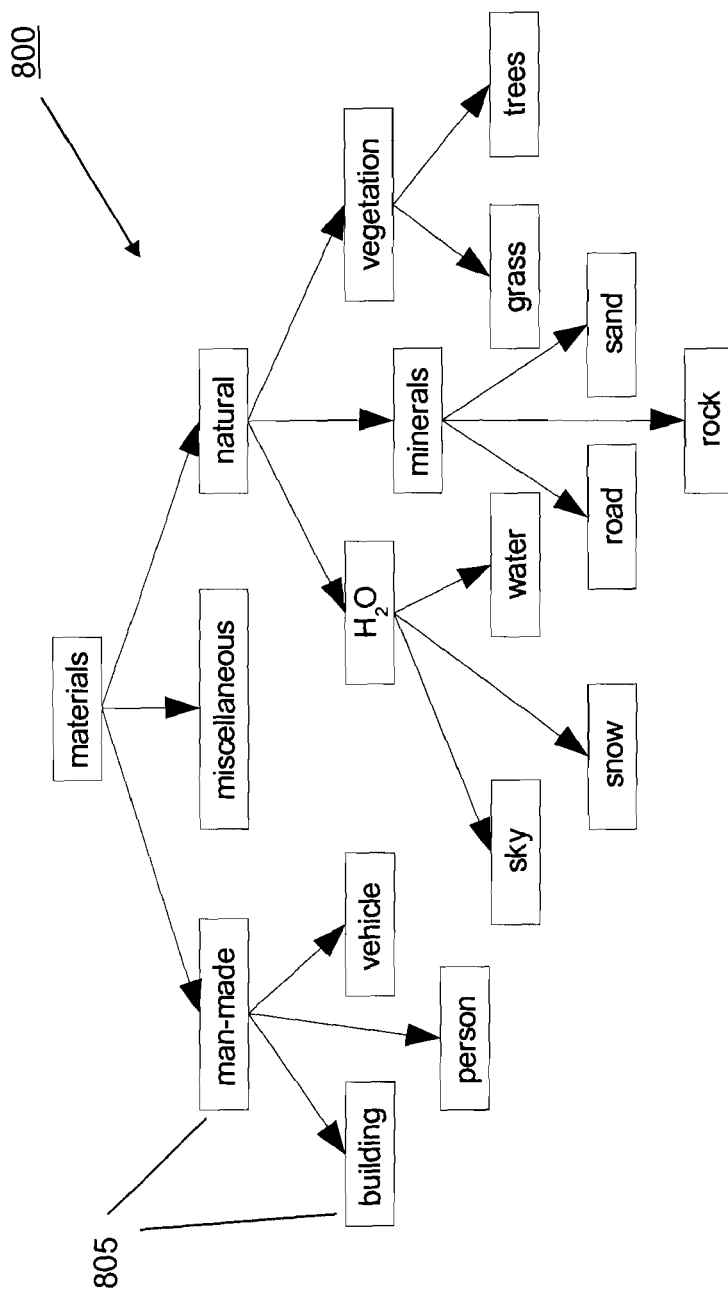 800
materials
man-made
miscellaneous
natural
805
building
vehicle
H₂O
vegetation
minerals
person
sky
water
grass
trees
snow
road
sand
rock